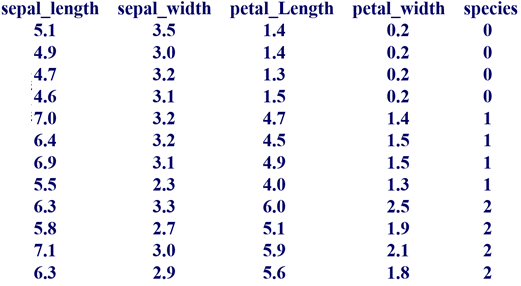 sepal_length sepal_width petal_Length petal_width species
5.1 3.5 1.4 0.2 0
4.9 3.0 1.4 0.2 0
4.7 3.2 1.3 0.2 0
4.6 3.1 1.5 0.2 0
7.0 3.2 4.7 1.4 1
6.4 3.2 4.5 1.5 1
6.9 3.1 4.9 1.5 1
5.5 2.3 4.0 1.3 1
6.3 3.3 6.0 2.5 2
5.8 2.7 5.1 1.9 2
7.1 3.0 5.9 2.1 2
6.3 2.9 5.6 1.8 2